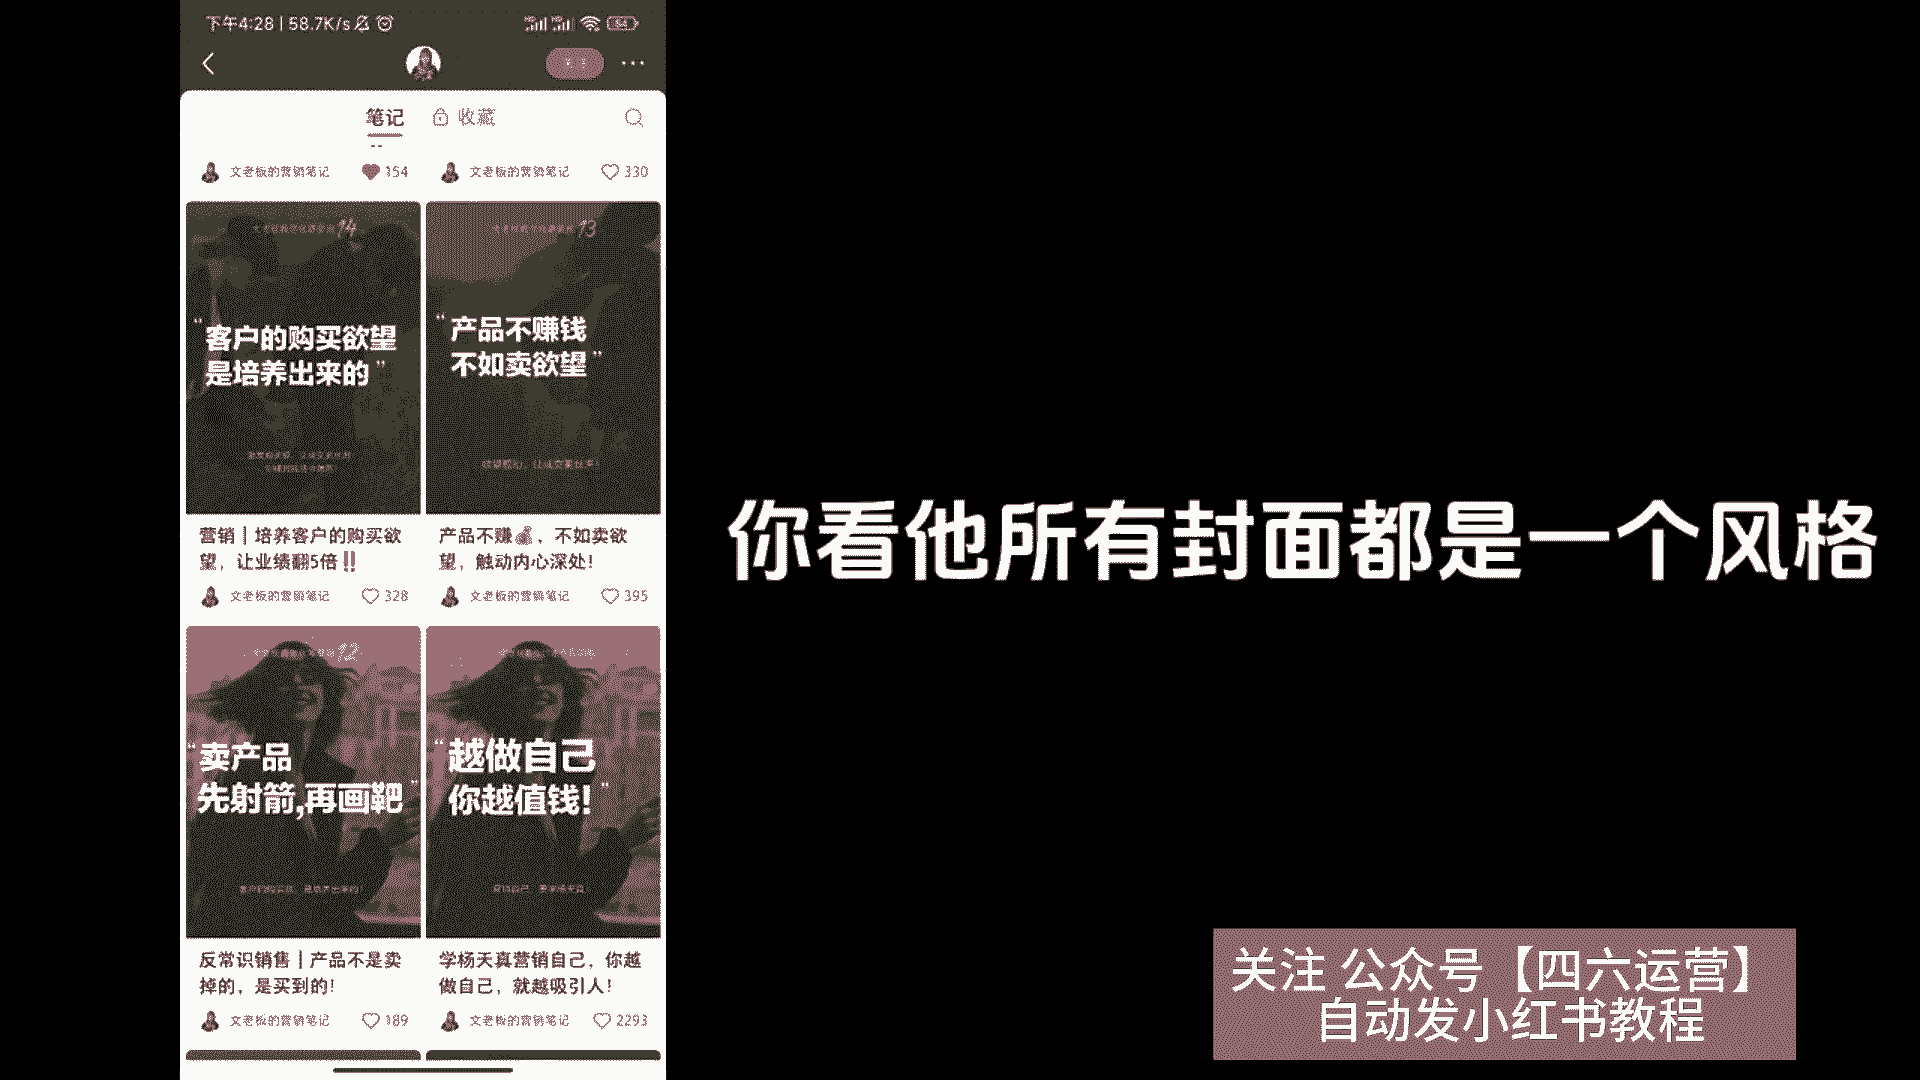 下午4:28 | 58.7K/s
笔记 收藏
文老板的营销笔记 154
文老板的营销笔记 330
14
“客户的购买欲望
是培养出来的”
13
“产品不赚钱
不如卖欲望”
营销｜培养客户的购买欲
望，让业绩翻5倍‼️
文老板的营销笔记 328
产品不赚💰，不如卖欲
望，触动内心深处！
文老板的营销笔记 395
12
“卖产品
先射箭,再画靶”
“越做自己
你越值钱!”
反常识销售｜产品不是卖
掉的，是买到的！
文老板的营销笔记 189
学杨天真营销自己，你越
做自己，就越吸引人！
文老板的营销笔记 2293
你看他所有封面都是一个风格
关注 公众号【四六运营】
自动发小红书教程